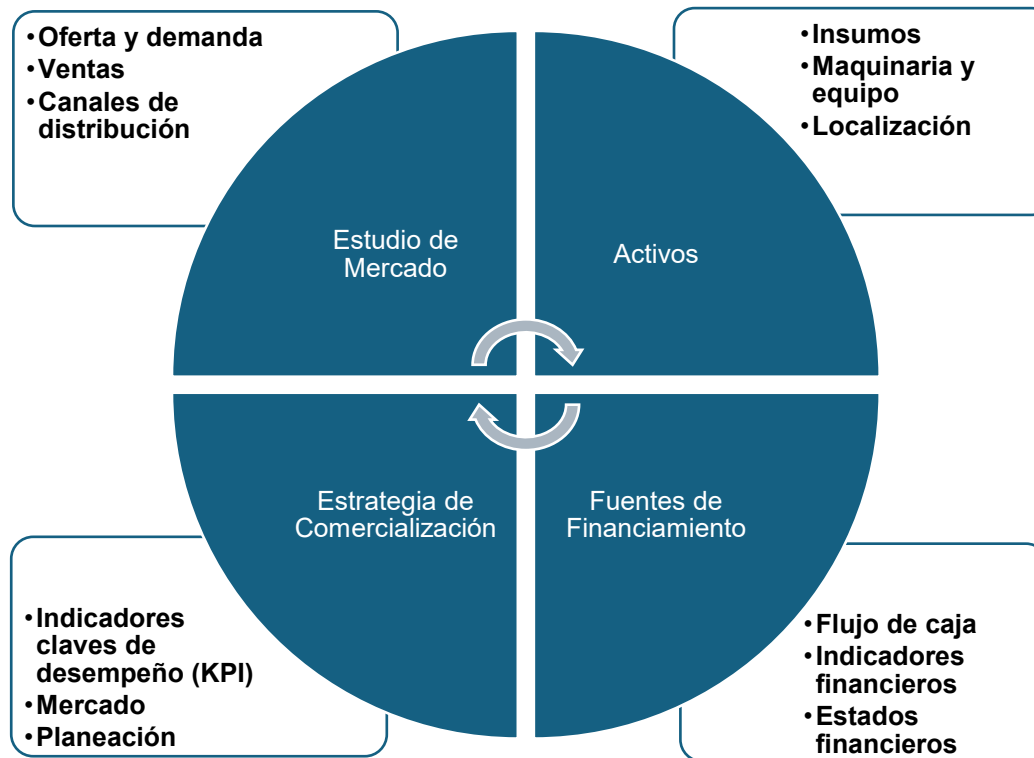 •Oferta y demanda
•Ventas
•Canales de
distribución
•Insumos
•Maquinaria y
equipo
•Localización
Estudio de
Mercado
Activos
Estrategia de
Comercialización
Fuentes de
Financiamiento
•Indicadores
claves de
desempeño (KPI)
•Mercado
•Planeación
•Flujo de caja
•Indicadores
financieros
•Estados
financieros